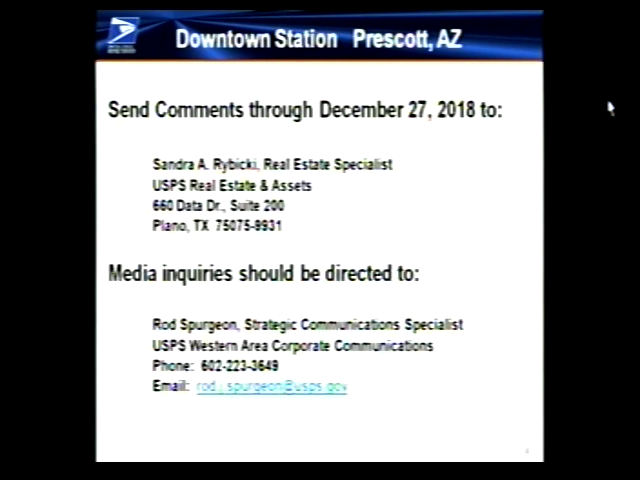 Downtown Station Prescott, AZ
Send Comments through December 27, 2018 to:
Sandra A. Rybicki, Real Estate Specialist
USPS Real Estate & Assets
660 Data Dr., Suite 200
Plano, TX 75075-9931
Media inquiries should be directed to:
Rod Spurgeon, Strategic Communications Specialist
USPS Western Area Corporate Communications
Phone: 602-223-3649
Email: rod.j.spurgeon@usps.gov
4